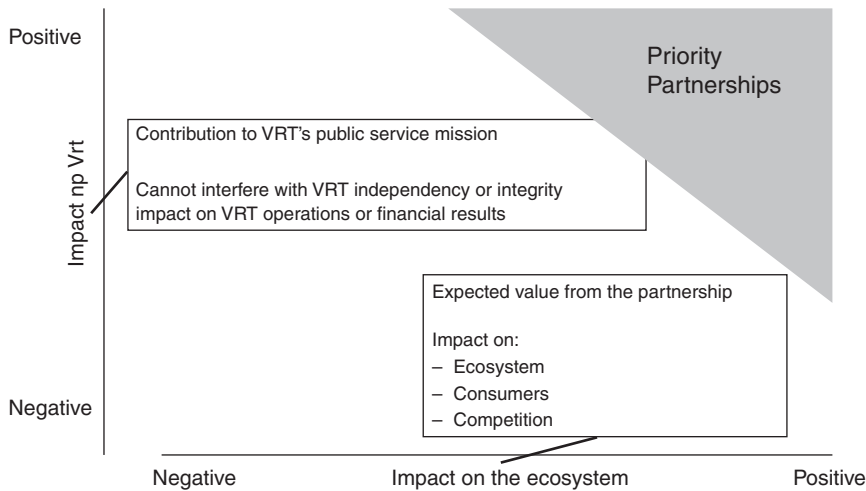 Positive
Priority
Partnerships
Contribution to VRT's public service mission
Cannot interfere with VRT independency or integrity
impact on VRT operations or financial results
Impact np Vrt
Expected value from the partnership
Impact on:
– Ecosystem
– Consumers
– Competition
Negative
Negative
Impact on the ecosystem
Positive